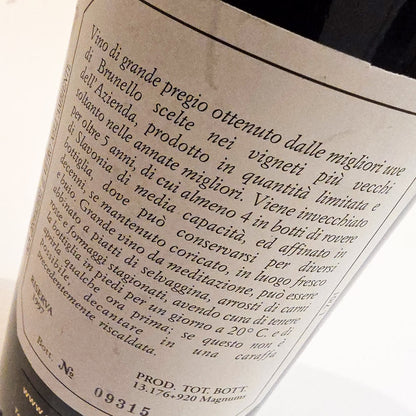 Vino di grande pregio ottenuto dalle migliori uve
di Brunello scelte nei vigneti più vecchi
dell'Azienda, prodotto in quantità limitata e
soltanto nelle annate migliori. Viene invecchiato
per oltre 5 anni, di cui almeno 4 in botti di rovere
di Slavonia di media capacità, ed affinato in
bottiglia, dove può conservarsi per diversi
decenni, se mantenuto coricato, in luogo fresco
e buio. Grande vino da meditazione, può essere
abbinato a piatti di selvaggina, arrosti di carni
rosse e formaggi stagionati, avendo cura di tenere
la bottiglia in piedi per un giorno a 20° C. e di
aprirla qualche ora prima; se questo non è
possibile, decantare in una caraffa
precedentemente riscaldata.
RISERVA
1997
PROD. TOT. BOTT.
13.176+920 Magnum
Bott. № 09315
www.